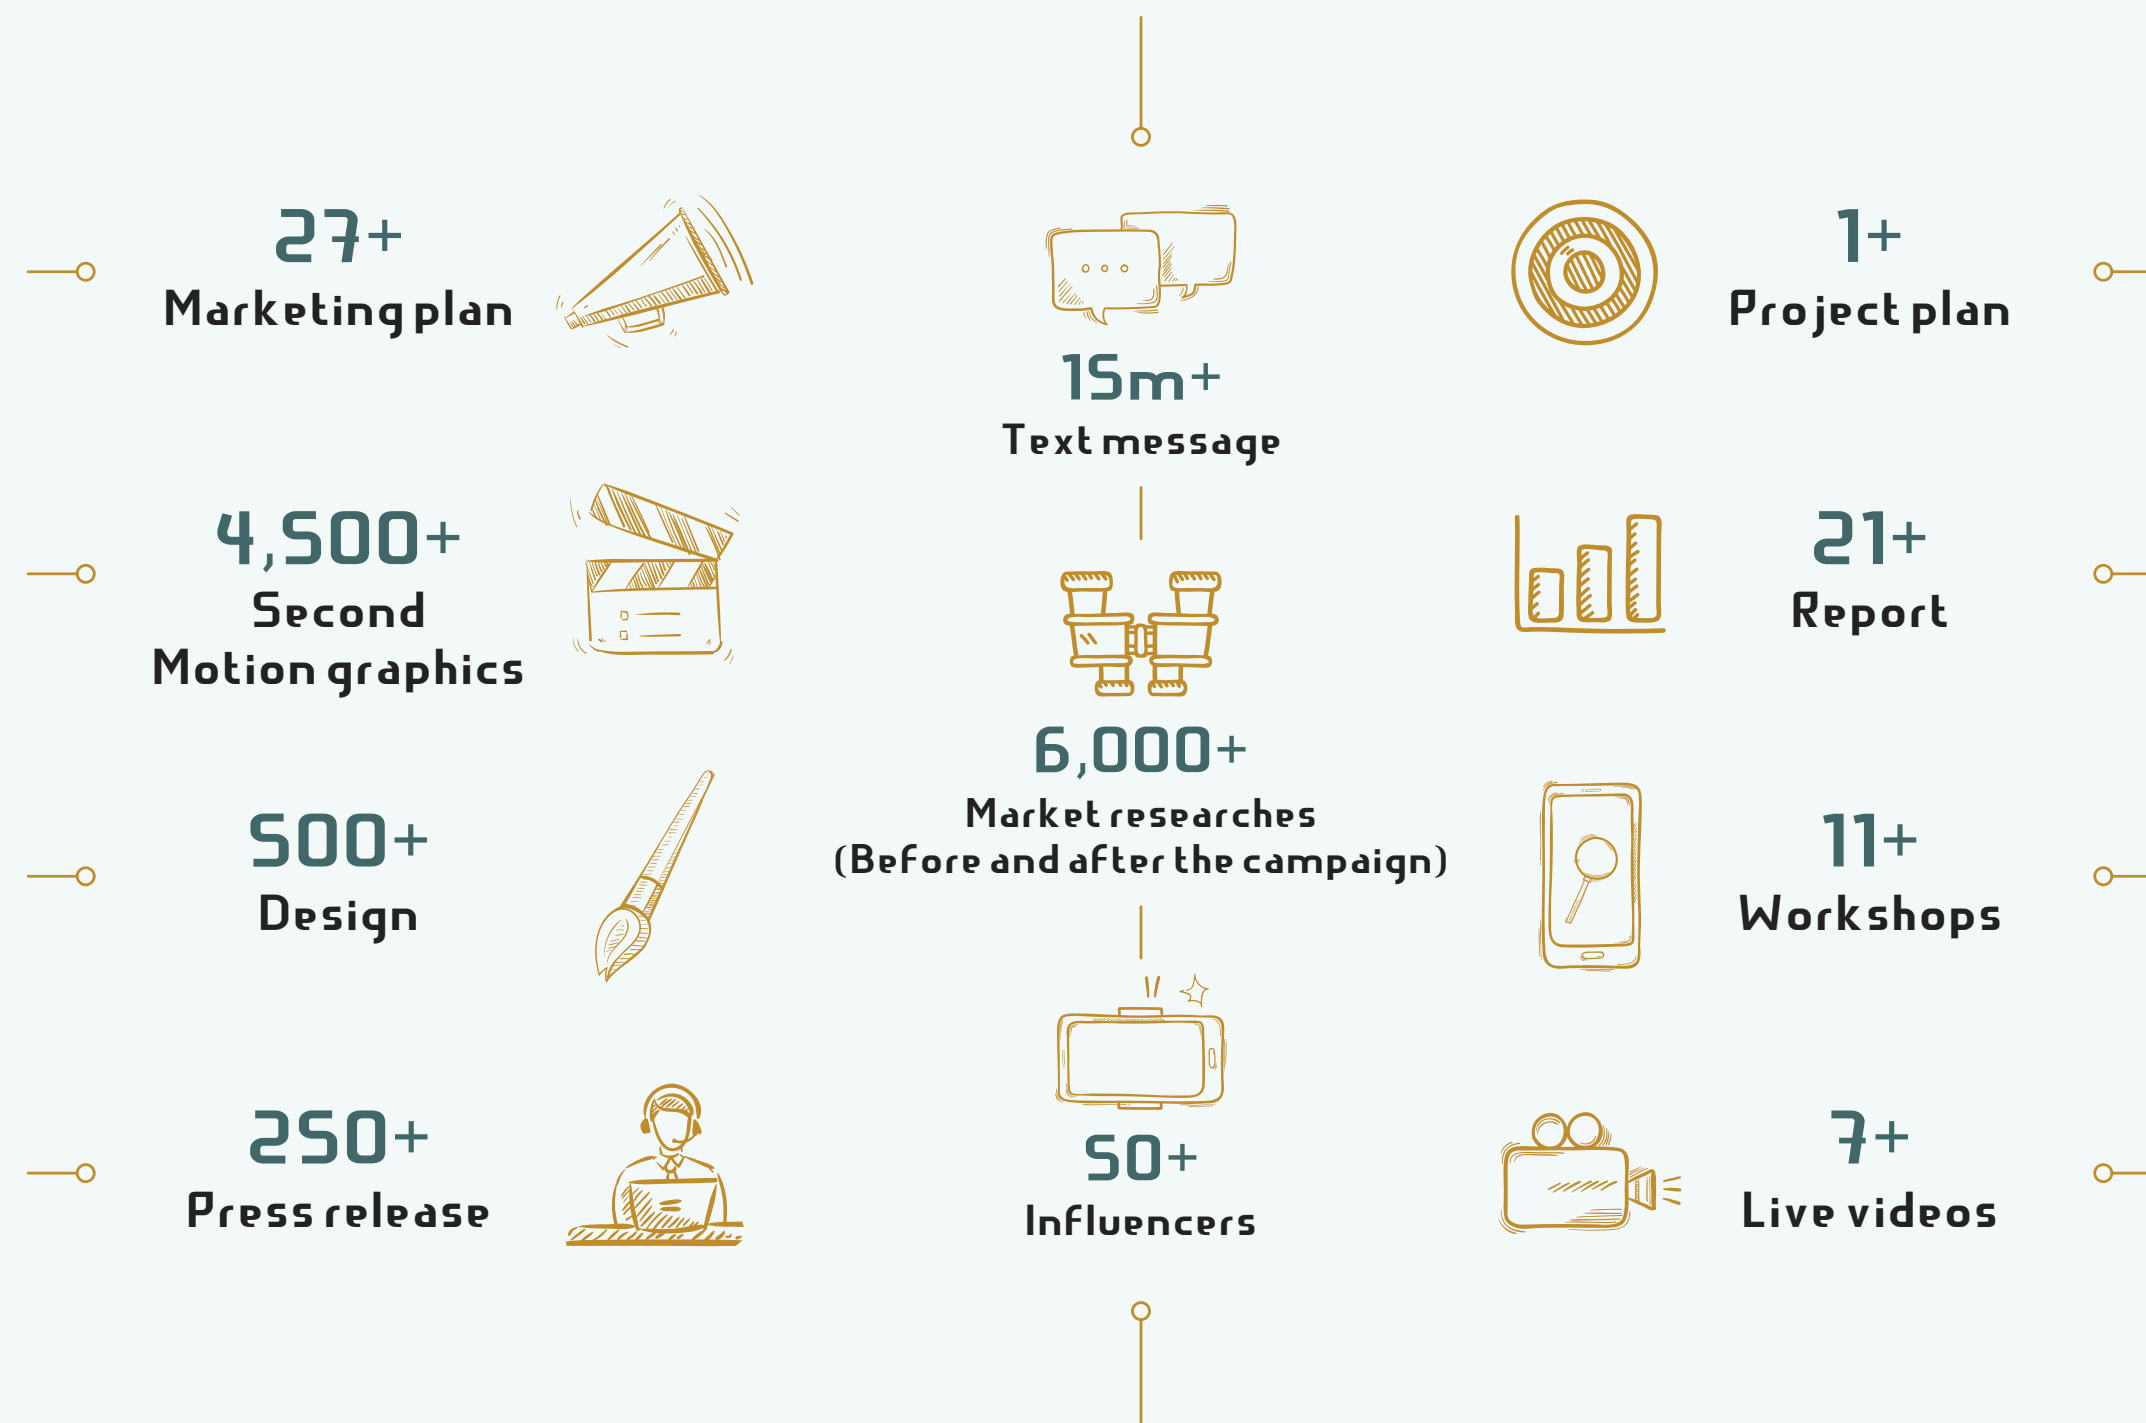 27+
Marketing plan
4,500+
Second
Motion graphics
500+
Design
250+
Press release
15m+
Text message
6,000+
Market researches
(Before and after the campaign)
50+
Influencers
1+
Project plan
21+
Report
11+
Workshops
7+
Live videos